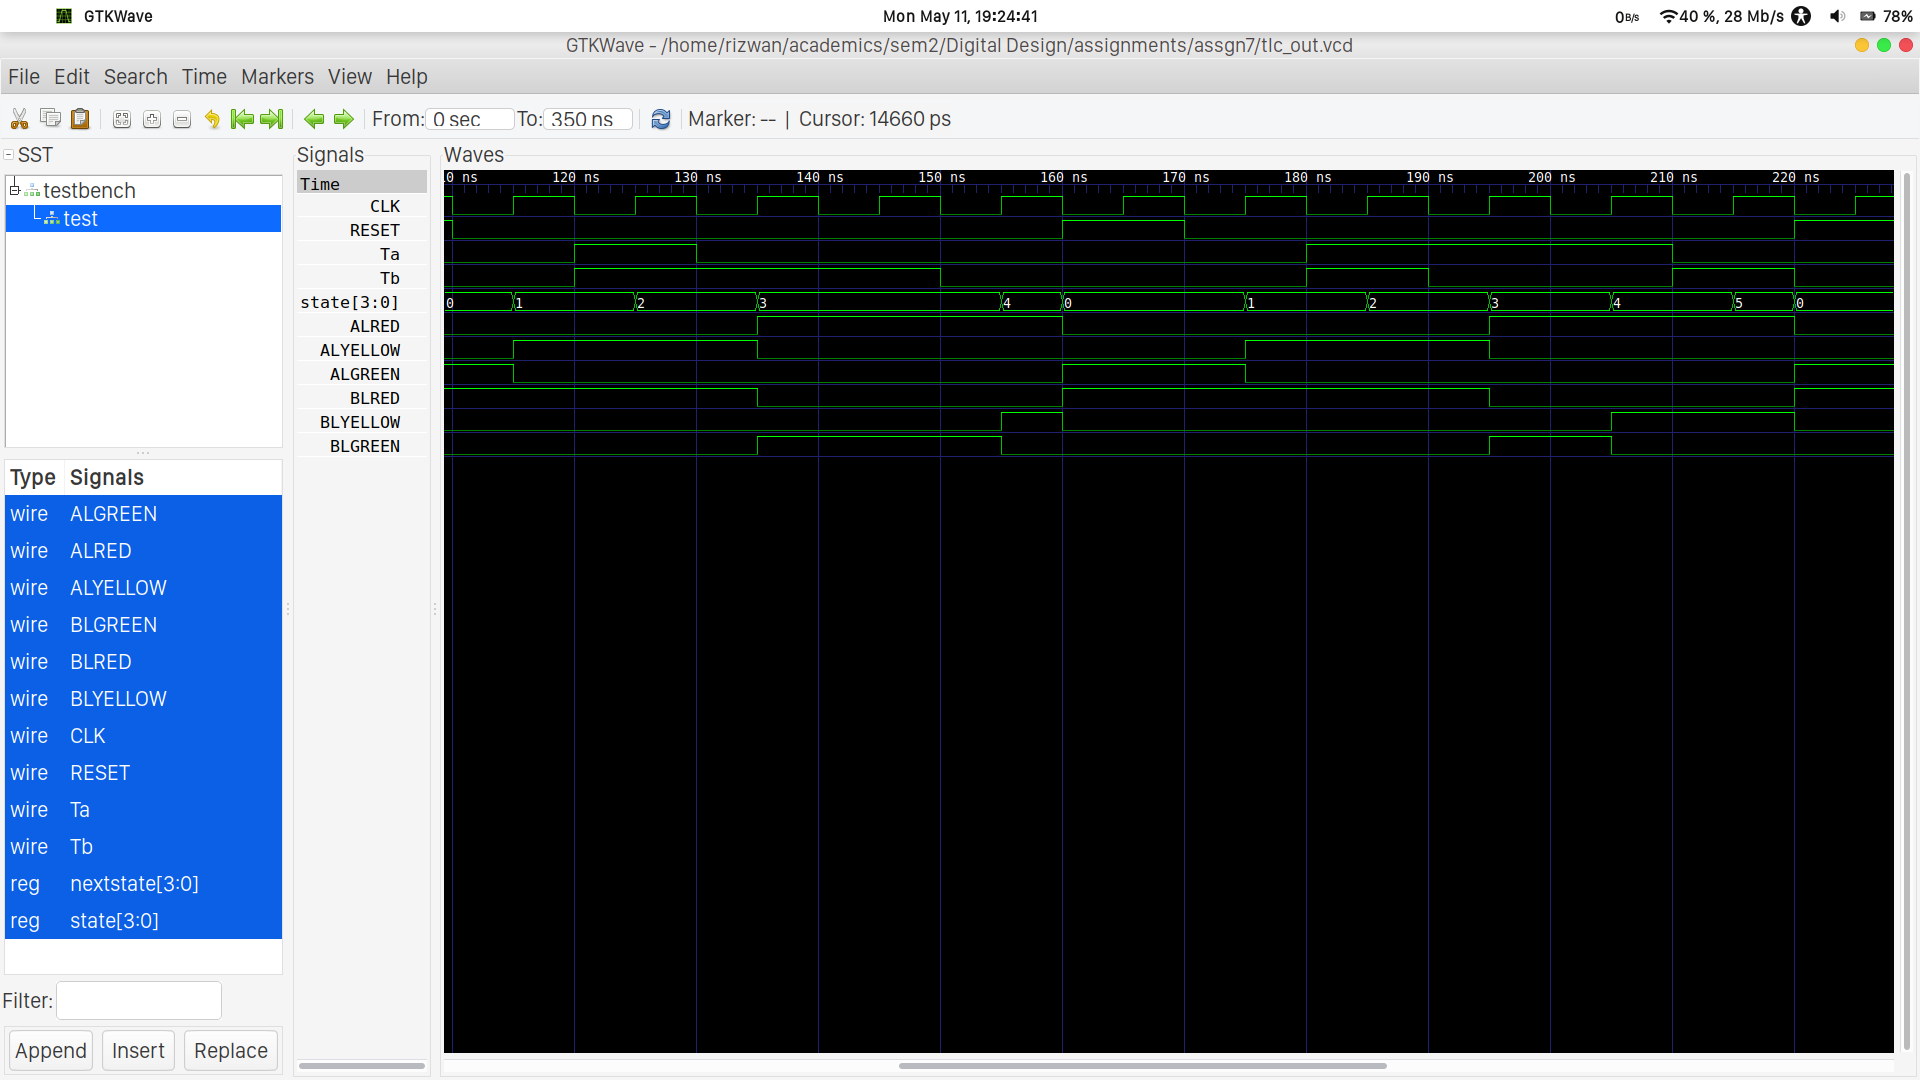 GTKWave Mon May 11, 19:24:41 0B/s 40 %, 28 Mb/s 78%
GTKWave - /home/rizwan/academics/sem2/Digital Design/assignments/assgn7/tlc_out.vcd
File Edit Search Time Markers View Help
From: 0 sec To: 350 ns Marker: -- | Cursor: 14660 ps
SST
testbench
test
Type Signals
wire ALGREEN
wire ALRED
wire ALYELLOW
wire BLGREEN
wire BLRED
wire BLYELLOW
wire CLK
wire RESET
wire Ta
wire Tb
reg nextstate[3:0]
reg state[3:0]
Filter:
Append Insert Replace
Signals
Time
CLK
RESET
Ta
Tb
state[3:0]
ALRED
ALYELLOW
ALGREEN
BLRED
BLYELLOW
BLGREEN
Waves
0 ns 120 ns 130 ns 140 ns 150 ns 160 ns 170 ns 180 ns 190 ns 200 ns 210 ns 220 ns
0 1 2 3 4 0 1 2 3 4 5 0